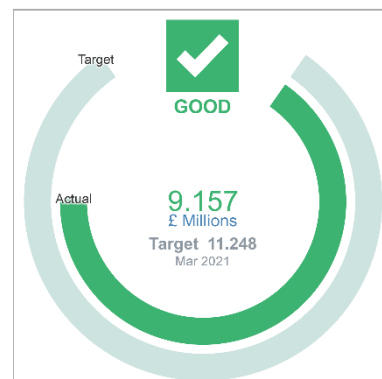 Target
GOOD
Actual
9.157
£ Millions
Target 11.248
Mar 2021